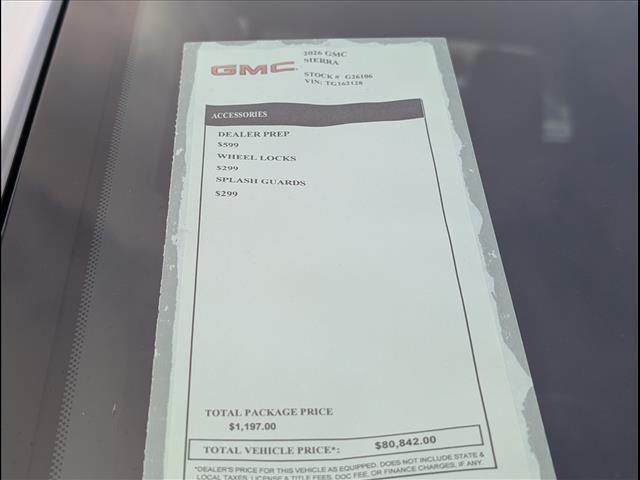 GMC
2026 GMC
SIERRA
STOCK # G26106
VIN: TG162128
ACCESSORIES
DEALER PREP
$599
WHEEL LOCKS
$299
SPLASH GUARDS
$299
TOTAL PACKAGE PRICE
$1,197.00
TOTAL VEHICLE PRICE*: $80,842.00
*DEALER'S PRICE FOR THIS VEHICLE AS EQUIPPED. DOES NOT INCLUDE STATE &
LOCAL TAXES, LICENSE & TITLE FEES, DOC FEE, OR FINANCE CHARGES, IF ANY.